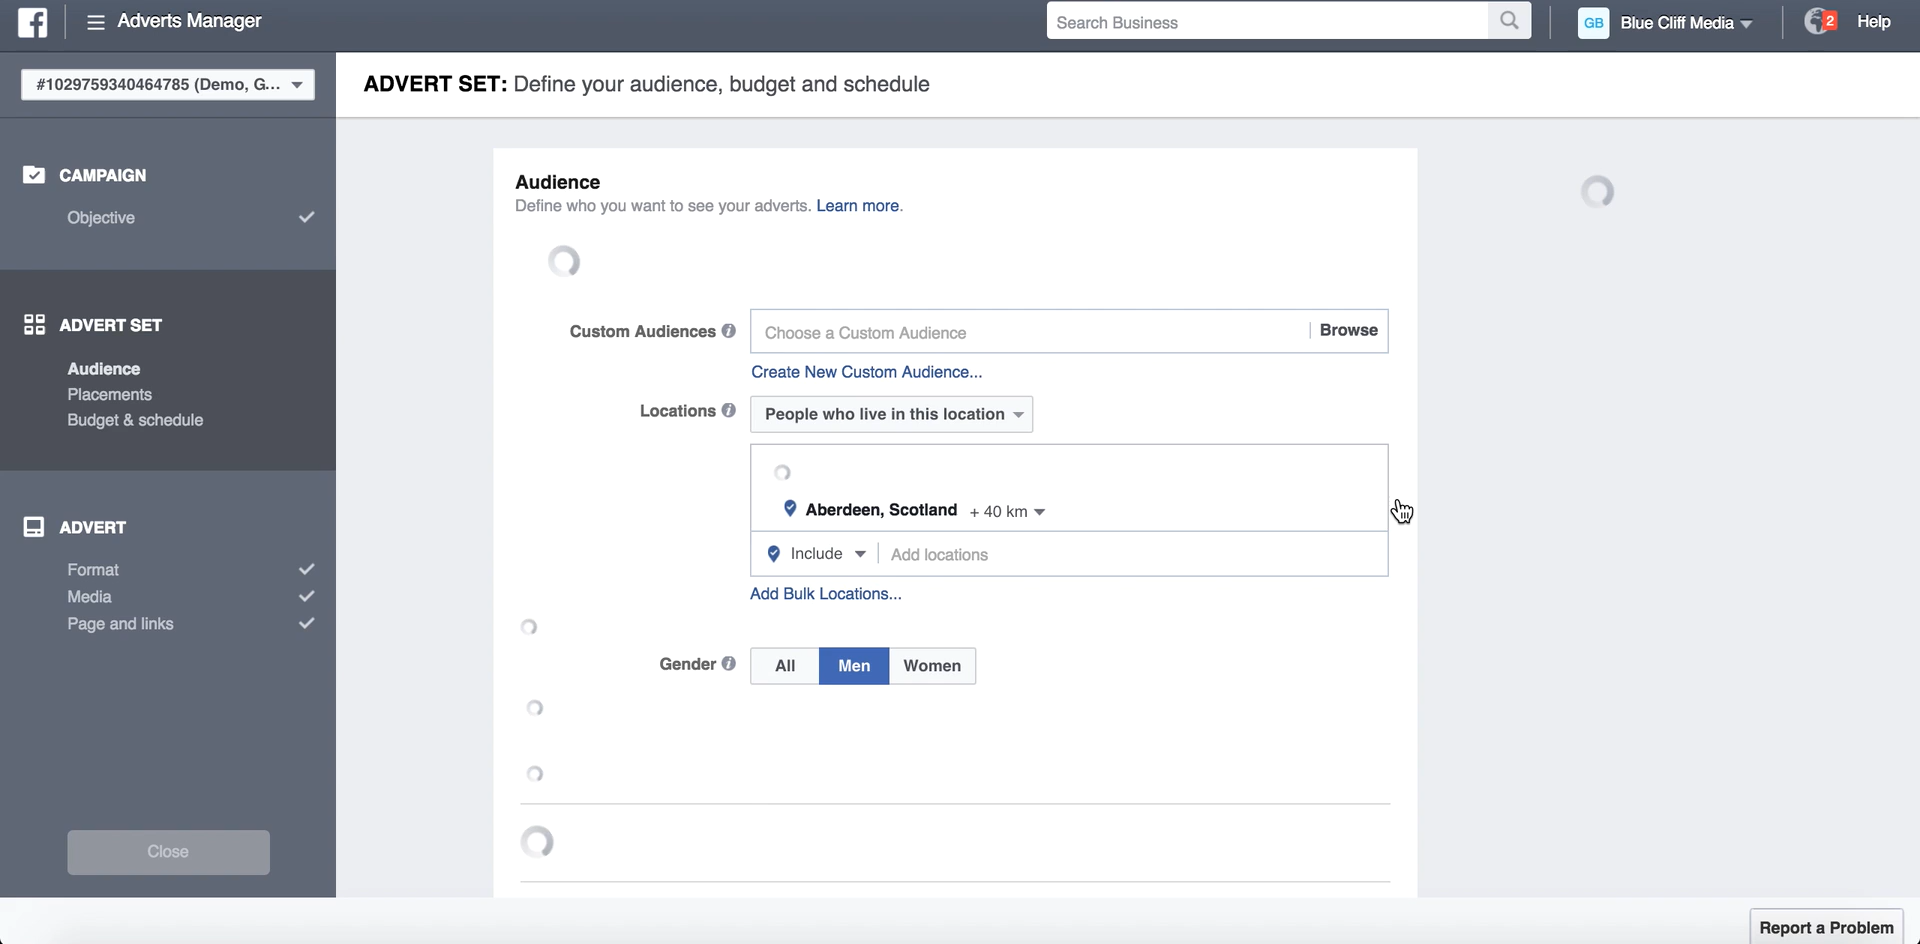 Adverts Manager
Search Business
GB Blue Cliff Media
2
Help
#1029759340464785 (Demo, G...
ADVERT SET: Define your audience, budget and schedule
CAMPAIGN
Objective
ADVERT SET
Audience
Placements
Budget & schedule
ADVERT
Format
Media
Page and links
Close
Audience
Define who you want to see your adverts. Learn more.
Custom Audiences
Choose a Custom Audience
Browse
Create New Custom Audience...
Locations
People who live in this location
Aberdeen, Scotland + 40 km
Include
Add locations
Add Bulk Locations...
Gender
All
Men
Women
Report a Problem